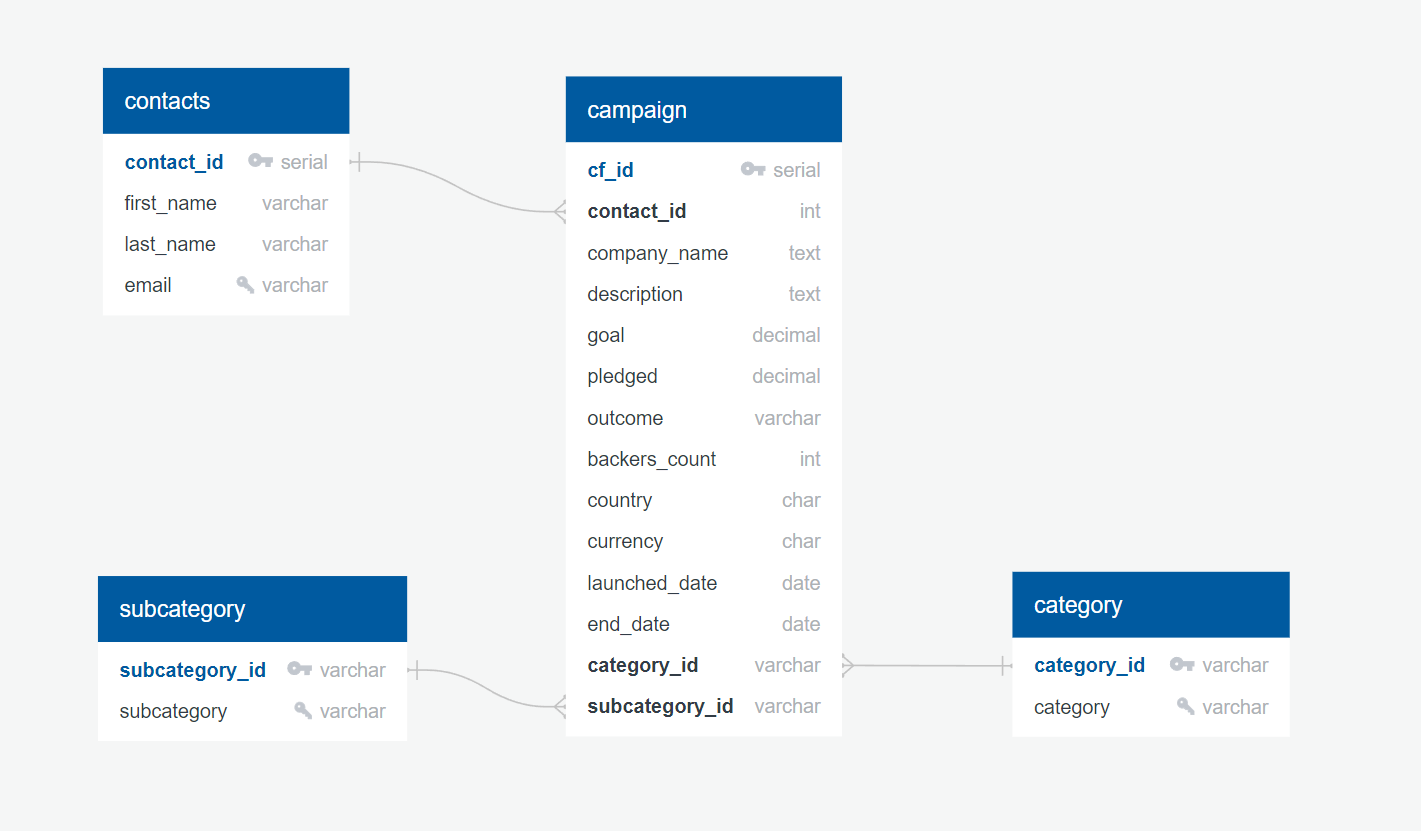 contacts
contact_id serial
first_name varchar
last_name varchar
email varchar
campaign
cf_id serial
contact_id int
company_name text
description text
goal decimal
pledged decimal
outcome varchar
backers_count int
country char
currency char
launched_date date
end_date date
category_id varchar
subcategory_id varchar
subcategory
subcategory_id varchar
subcategory varchar
category
category_id varchar
category varchar